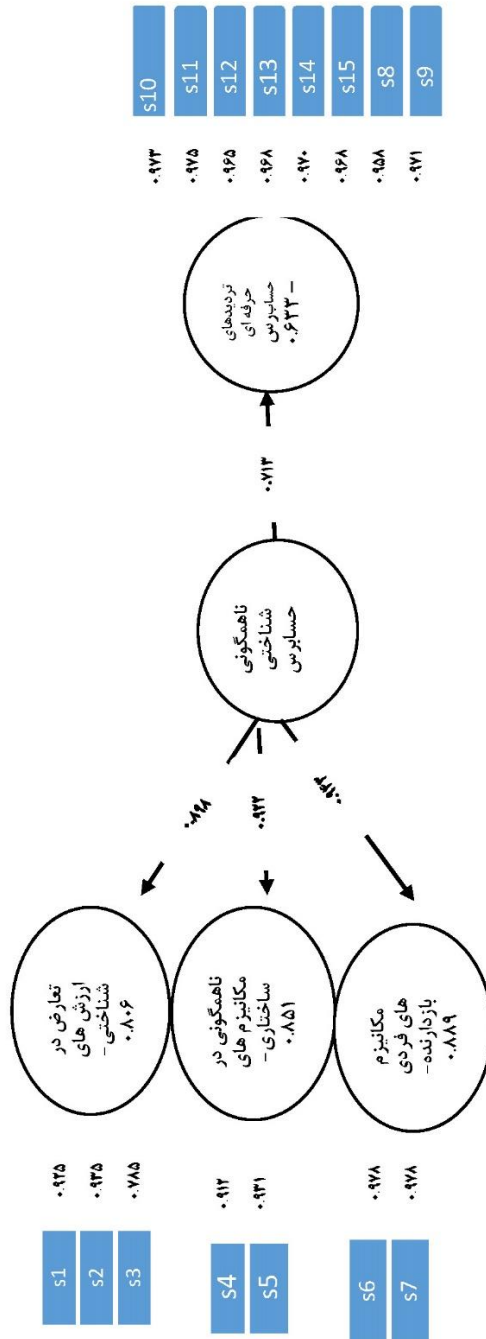 s10
s11
s12
s13
s14
s15
s8
s9
۰.۹۷۳
۰.۹۷۵
۰.۹۶۵
۰.۹۶۸
۰.۹۷۰
۰.۹۶۸
۰.۹۵۸
۰.۹۷۱
تردیدهای
حرفه ای
حسابرس
– ۰.۶۳۳
۰.۷۱۳
ناهمگونی
شناختی
حسابرس
۰.۸۹۸
۰.۹۲۲
۰.۹۴۳
تعارض در
ارزش های
شناختی-
۰.۸۰۶
ناهمگونی در
مکانیزم های
ساختاری-
۰.۸۵۱
مکانیزم
های فردی
بازدارنده-
۰.۸۸۹
۰.۹۲۵
۰.۹۳۵
۰.۷۸۵
۰.۹۱۲
۰.۹۳۱
۰.۹۷۸
۰.۹۷۸
s1
s2
s3
s4
s5
s6
s7